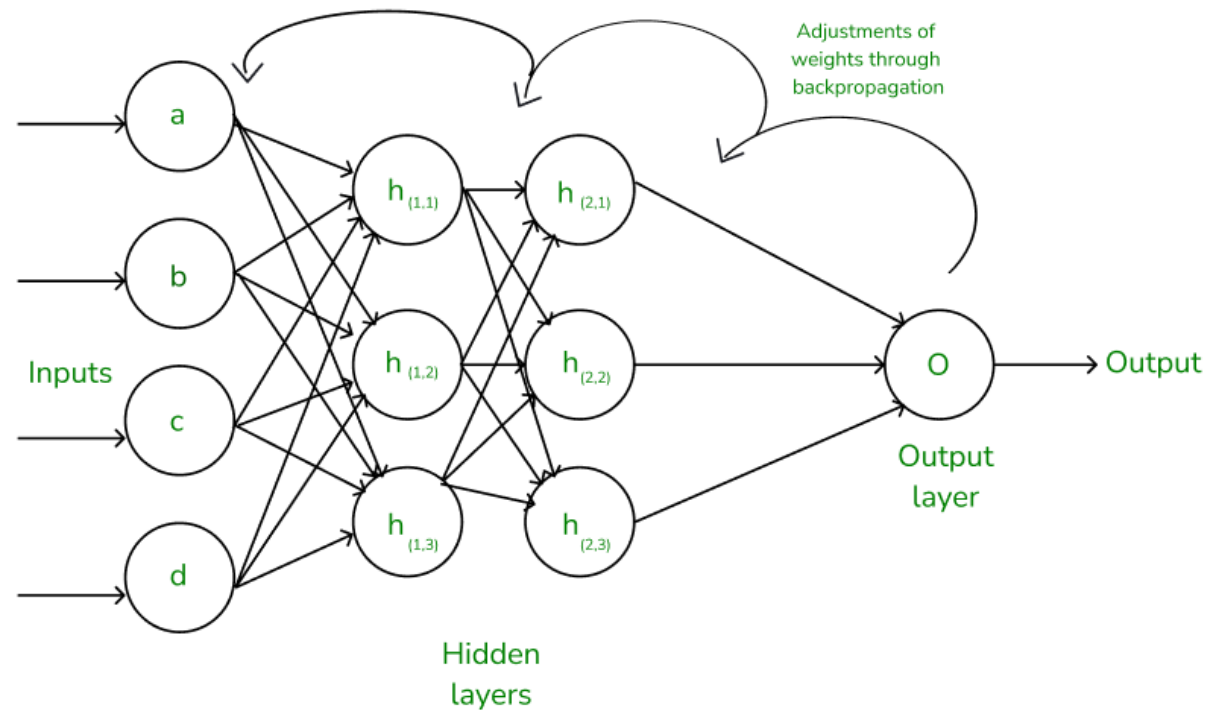 Adjustments of
weights through
backpropagation
a
h (1,1)
h (2,1)
b
Inputs
h (1,2)
h (2,2)
O
Output
c
Output
layer
h (1,3)
h (2,3)
d
Hidden
layers